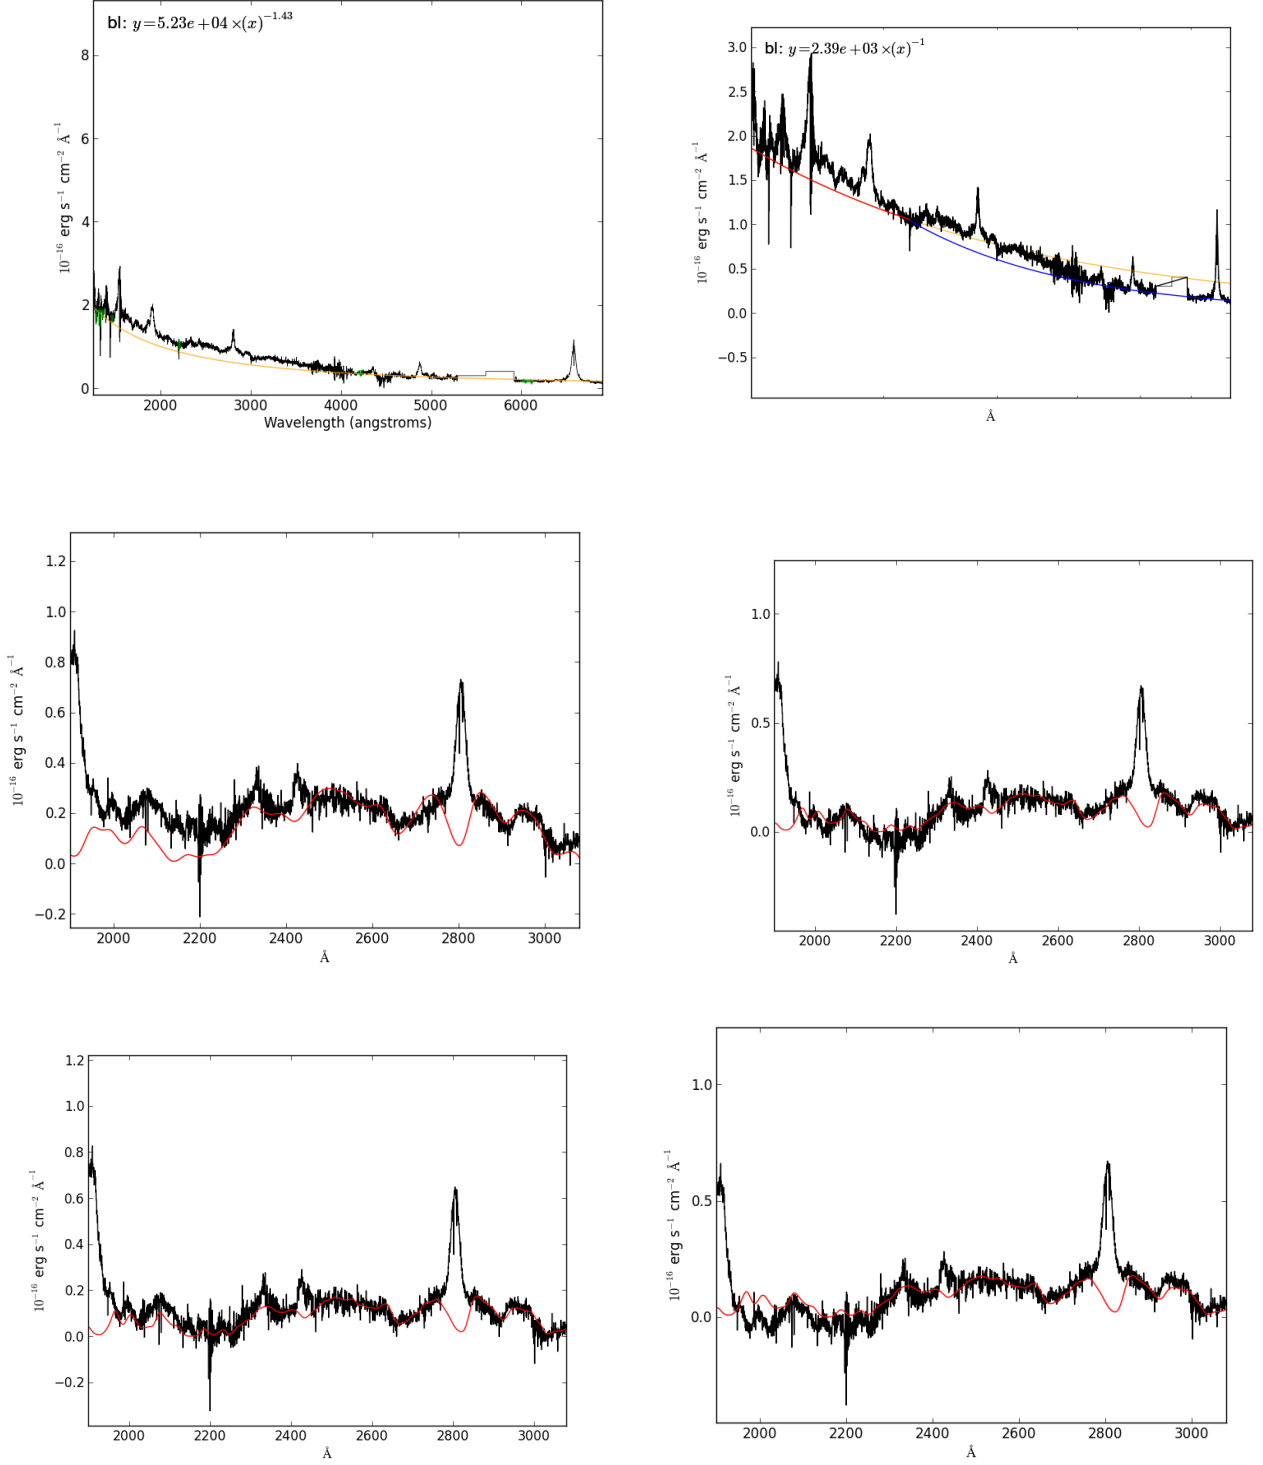 bl: y=5.23e+04×(x)^−1.43
8
6
4
2
0
10^−16 erg s^−1 cm^−2 Å^−1
2000 3000 4000 5000 6000
Wavelength (angstroms)
bl: y=2.39e+03×(x)^−1
3.0
2.5
2.0
1.5
1.0
0.5
0.0
−0.5
10^−16 erg s^−1 cm^−2 Å^−1
Å
1.2
1.0
0.8
0.6
0.4
0.2
0.0
−0.2
10^−16 erg s^−1 cm^−2 Å^−1
2000 2200 2400 2600 2800 3000
Å
1.0
0.5
0.0
10^−16 erg s^−1 cm^−2 Å^−1
2000 2200 2400 2600 2800 3000
Å
1.2
1.0
0.8
0.6
0.4
0.2
0.0
−0.2
10^−16 erg s^−1 cm^−2 Å^−1
2000 2200 2400 2600 2800 3000
Å
1.0
0.5
0.0
10^−16 erg s^−1 cm^−2 Å^−1
2000 2200 2400 2600 2800 3000
Å